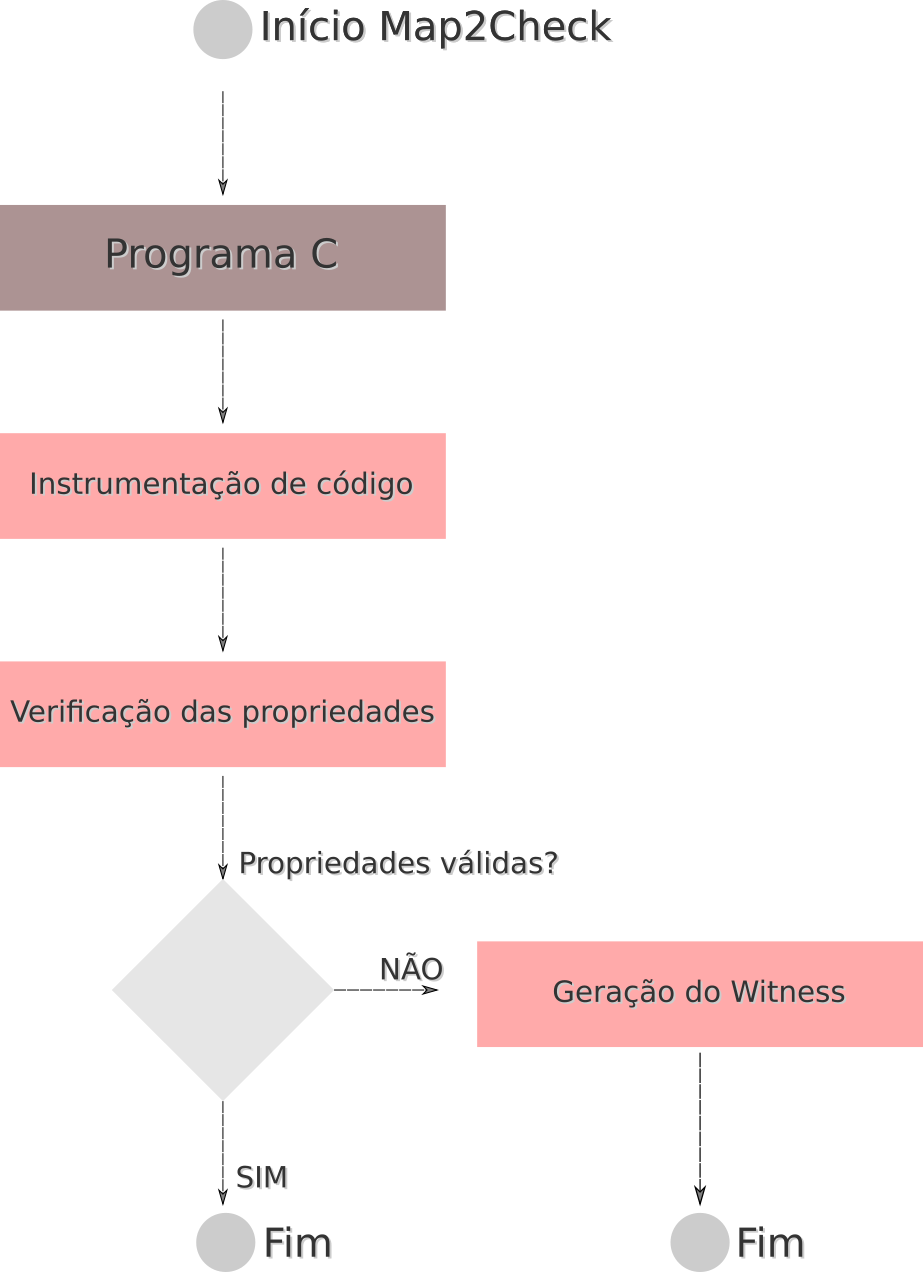 Início Map2Check
Programa C
Instrumentação de código
Verificação das propriedades
Propriedades válidas?
NÃO
Geração do Witness
SIM
Fim
Fim